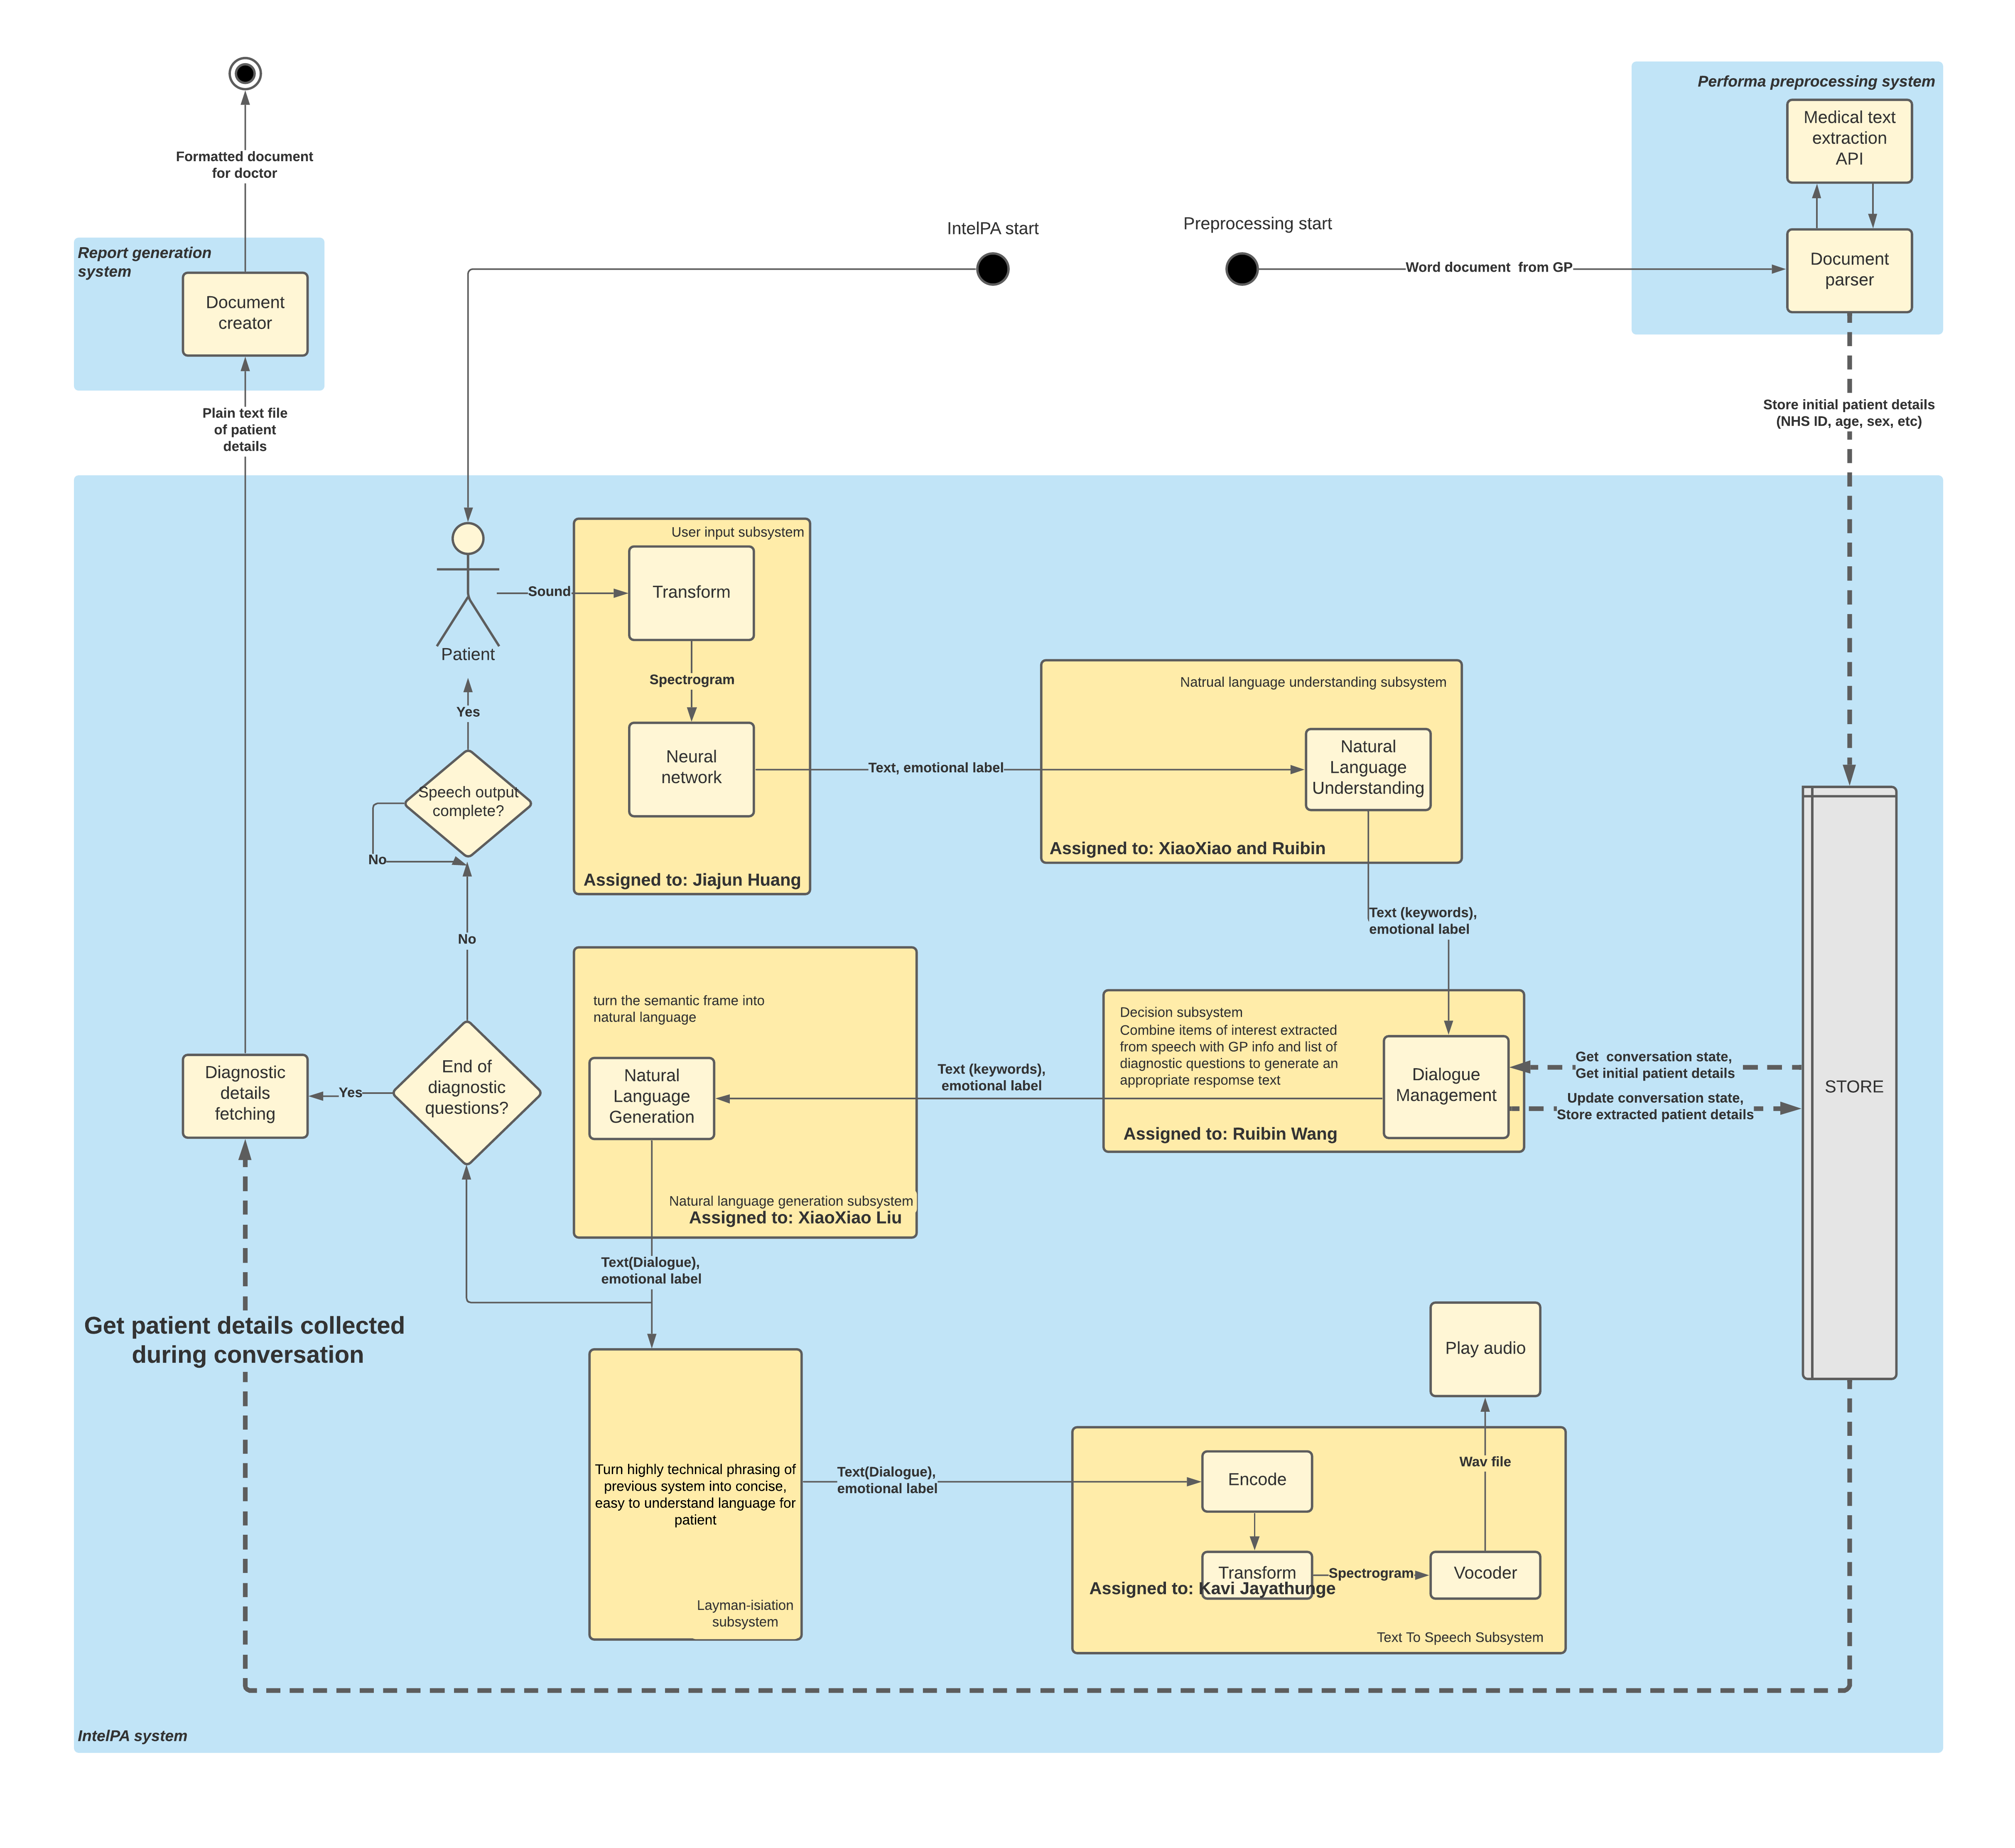 Performa preprocessing system
Medical text
extraction
API
Formatted document
for doctor
IntelPA start
Preprocessing start
Report generation
system
Word document  from GP
Document
parser
Document
creator
Plain text file
of patient
details
Store initial patient details
(NHS ID, age, sex, etc)
User input subsystem
Transform
Sound
Patient
Spectrogram
Natrual language understanding subsystem
Yes
Neural
network
Text, emotional label
Natural
Language
Understanding
Speech output
complete?
No
Assigned to: XiaoXiao and Ruibin
Assigned to: Jiajun Huang
Text (keywords),
emotional label
No
turn the semantic frame into
natural language
Decision subsystem
Combine items of interest extracted
from speech with GP info and list of
diagnostic questions to generate an
appropriate respomse text
Dialogue
Management
Get  conversation state,
Get initial patient details
Update conversation state,
Store extracted patient details
STORE
Text (keywords),
emotional label
Natural
Language
Generation
End of
diagnostic
questions?
Yes
Diagnostic
details
fetching
Assigned to: Ruibin Wang
Natural language generation subsystem
Assigned to: XiaoXiao Liu
Text(Dialogue),
emotional label
Get patient details collected
during conversation
Play audio
Turn highly technical phrasing of
previous system into concise,
easy to understand language for
patient
Text(Dialogue),
emotional label
Encode
Wav file
Transform
Spectrogram
Vocoder
Assigned to: Kavi Jayathunge
Layman-isiation
subsystem
Text To Speech Subsystem
IntelPA system